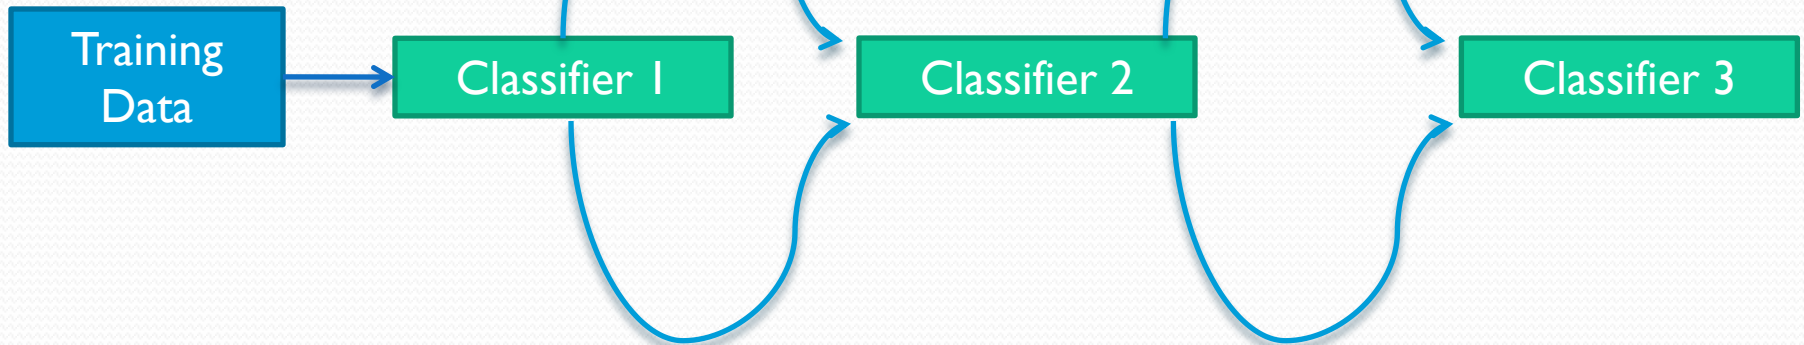 Training
Data
Classifier 1
Classifier 2
Classifier 3